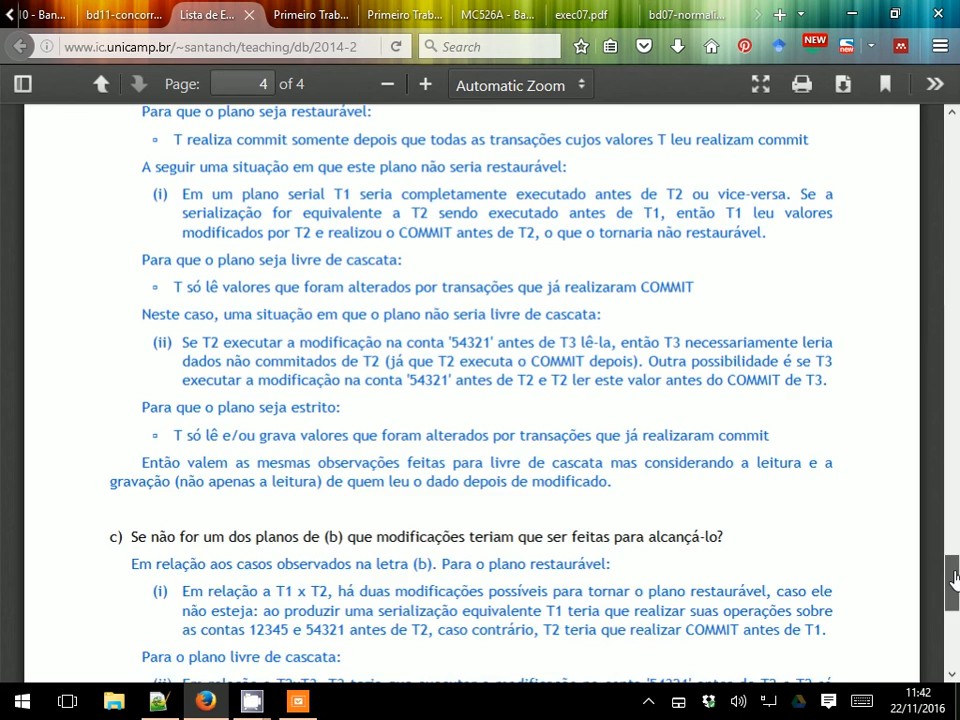 l0 - Ban...
bd11-concorr...
Lista de E...
Primeiro Trab...
Primeiro Trab...
MC526A - Ba...
exec07.pdf
bd07-normali...
www.ic.unicamp.br/~santanch/teaching/db/2014-2
Search
NEW
NEW
Page: 4 of 4
Automatic Zoom
Para que o plano seja restaurável:
▫ T realiza commit somente depois que todas as transações cujos valores T leu realizam commit
A seguir uma situação em que este plano não seria restaurável:
(i) Em um plano serial T1 seria completamente executado antes de T2 ou vice-versa. Se a
serialização for equivalente a T2 sendo executado antes de T1, então T1 leu valores
modificados por T2 e realizou o COMMIT antes de T2, o que o tornaria não restaurável.
Para que o plano seja livre de cascata:
▫ T só lê valores que foram alterados por transações que já realizaram COMMIT
Neste caso, uma situação em que o plano não seria livre de cascata:
(ii) Se T2 executar a modificação na conta '54321' antes de T3 lê-la, então T3 necessariamente leria
dados não commitados de T2 (já que T2 executa o COMMIT depois). Outra possibilidade é se T3
executar a modificação na conta '54321' antes de T2 e T2 ler este valor antes do COMMIT de T3.
Para que o plano seja estrito:
▫ T só lê e/ou grava valores que foram alterados por transações que já realizaram commit
Então valem as mesmas observações feitas para livre de cascata mas considerando a leitura e a
gravação (não apenas a leitura) de quem leu o dado depois de modificado.
c) Se não for um dos planos de (b) que modificações teriam que ser feitas para alcançá-lo?
Em relação aos casos observados na letra (b). Para o plano restaurável:
(i) Em relação a T1 x T2, há duas modificações possíveis para tornar o plano restaurável, caso ele
não esteja: ao produzir uma serialização equivalente T1 teria que realizar suas operações sobre
as contas 12345 e 54321 antes de T2, caso contrário, T2 teria que realizar COMMIT antes de T1.
Para o plano livre de cascata:
11:42
22/11/2016